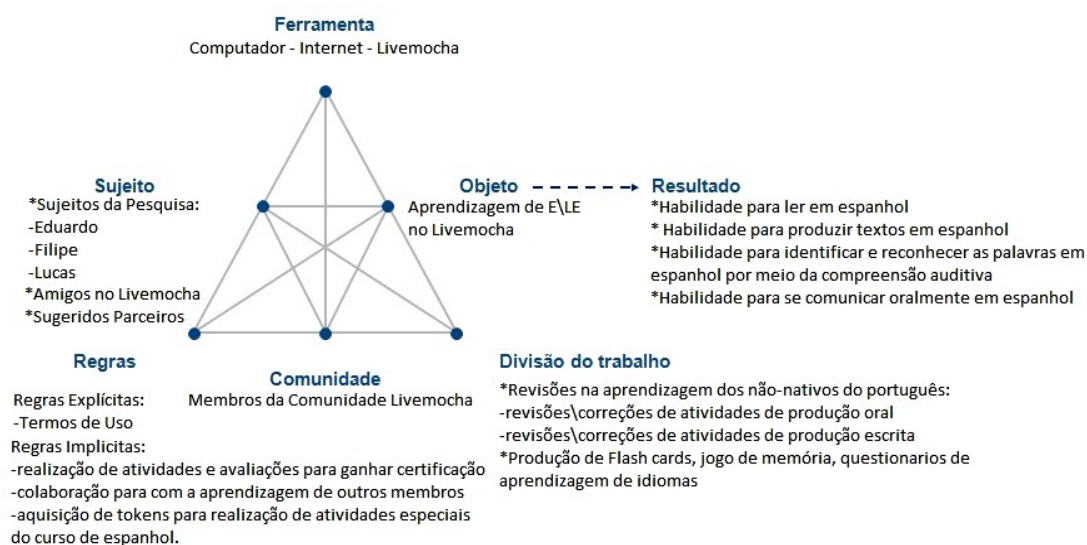 Ferramenta
Computador - Internet - Livemocha
Sujeito
*Sujeitos da Pesquisa:
-Eduardo
-Filipe
-Lucas
*Amigos no Livemocha
*Sugeridos Parceiros
Objeto
Aprendizagem de E\LE
no Livemocha
Resultado
*Habilidade para ler em espanhol
* Habilidade para produzir textos em espanhol
*Habilidade para identificar e reconhecer as palavras em
espanhol por meio da compreensão auditiva
*Habilidade para se comunicar oralmente em espanhol
Regras
Regras Explícitas:
-Termos de Uso
Regras Implicitas:
-realização de atividades e avaliações para ganhar certificação
-colaboração para com a aprendizagem de outros membros
-aquisição de tokens para realização de atividades especiais
do curso de espanhol.
Comunidade
Membros da Comunidade Livemocha
Divisão do trabalho
*Revisões na aprendizagem dos não-nativos do português:
-revisões\correções de atividades de produção oral
-revisões\correções de atividades de produção escrita
*Produção de Flash cards, jogo de memória, questionarios de
aprendizagem de idiomas